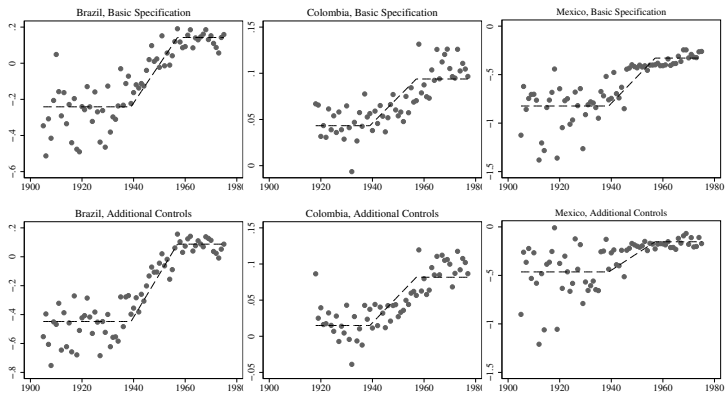 Brazil, Basic Specification
.2
0
-.2
-.4
-.6
1900 1920 1940 1960 1980
Colombia, Basic Specification
.15
.1
.05
0
1900 1920 1940 1960 1980
Mexico, Basic Specification
0
-.5
-1
-1.5
1900 1920 1940 1960 1980
Brazil, Additional Controls
.2
0
-.2
-.4
-.6
-.8
1900 1920 1940 1960 1980
Colombia, Additional Controls
.15
.1
.05
0
-.05
1900 1920 1940 1960 1980
Mexico, Additional Controls
0
-.5
-1
-1.5
1900 1920 1940 1960 1980